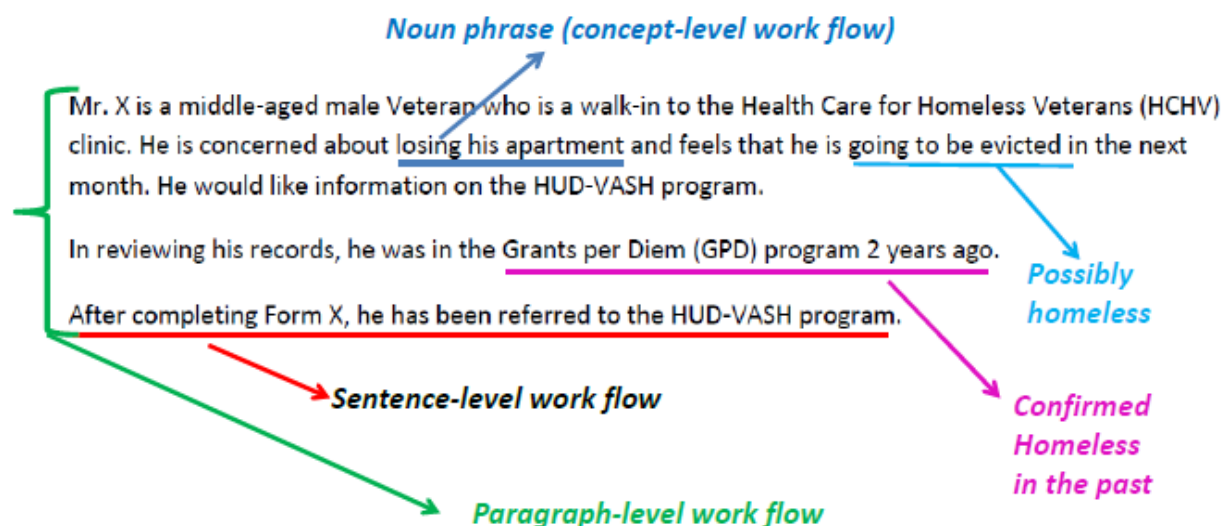 Noun phrase (concept-level work flow)
Mr. X is a middle-aged male Veteran who is a walk-in to the Health Care for Homeless Veterans (HCHV)
clinic. He is concerned about losing his apartment and feels that he is going to be evicted in the next
month. He would like information on the HUD-VASH program.
In reviewing his records, he was in the Grants per Diem (GPD) program 2 years ago.
Possibly
homeless
After completing Form X, he has been referred to the HUD-VASH program.
Sentence-level work flow
Confirmed
Homeless
in the past
Paragraph-level work flow